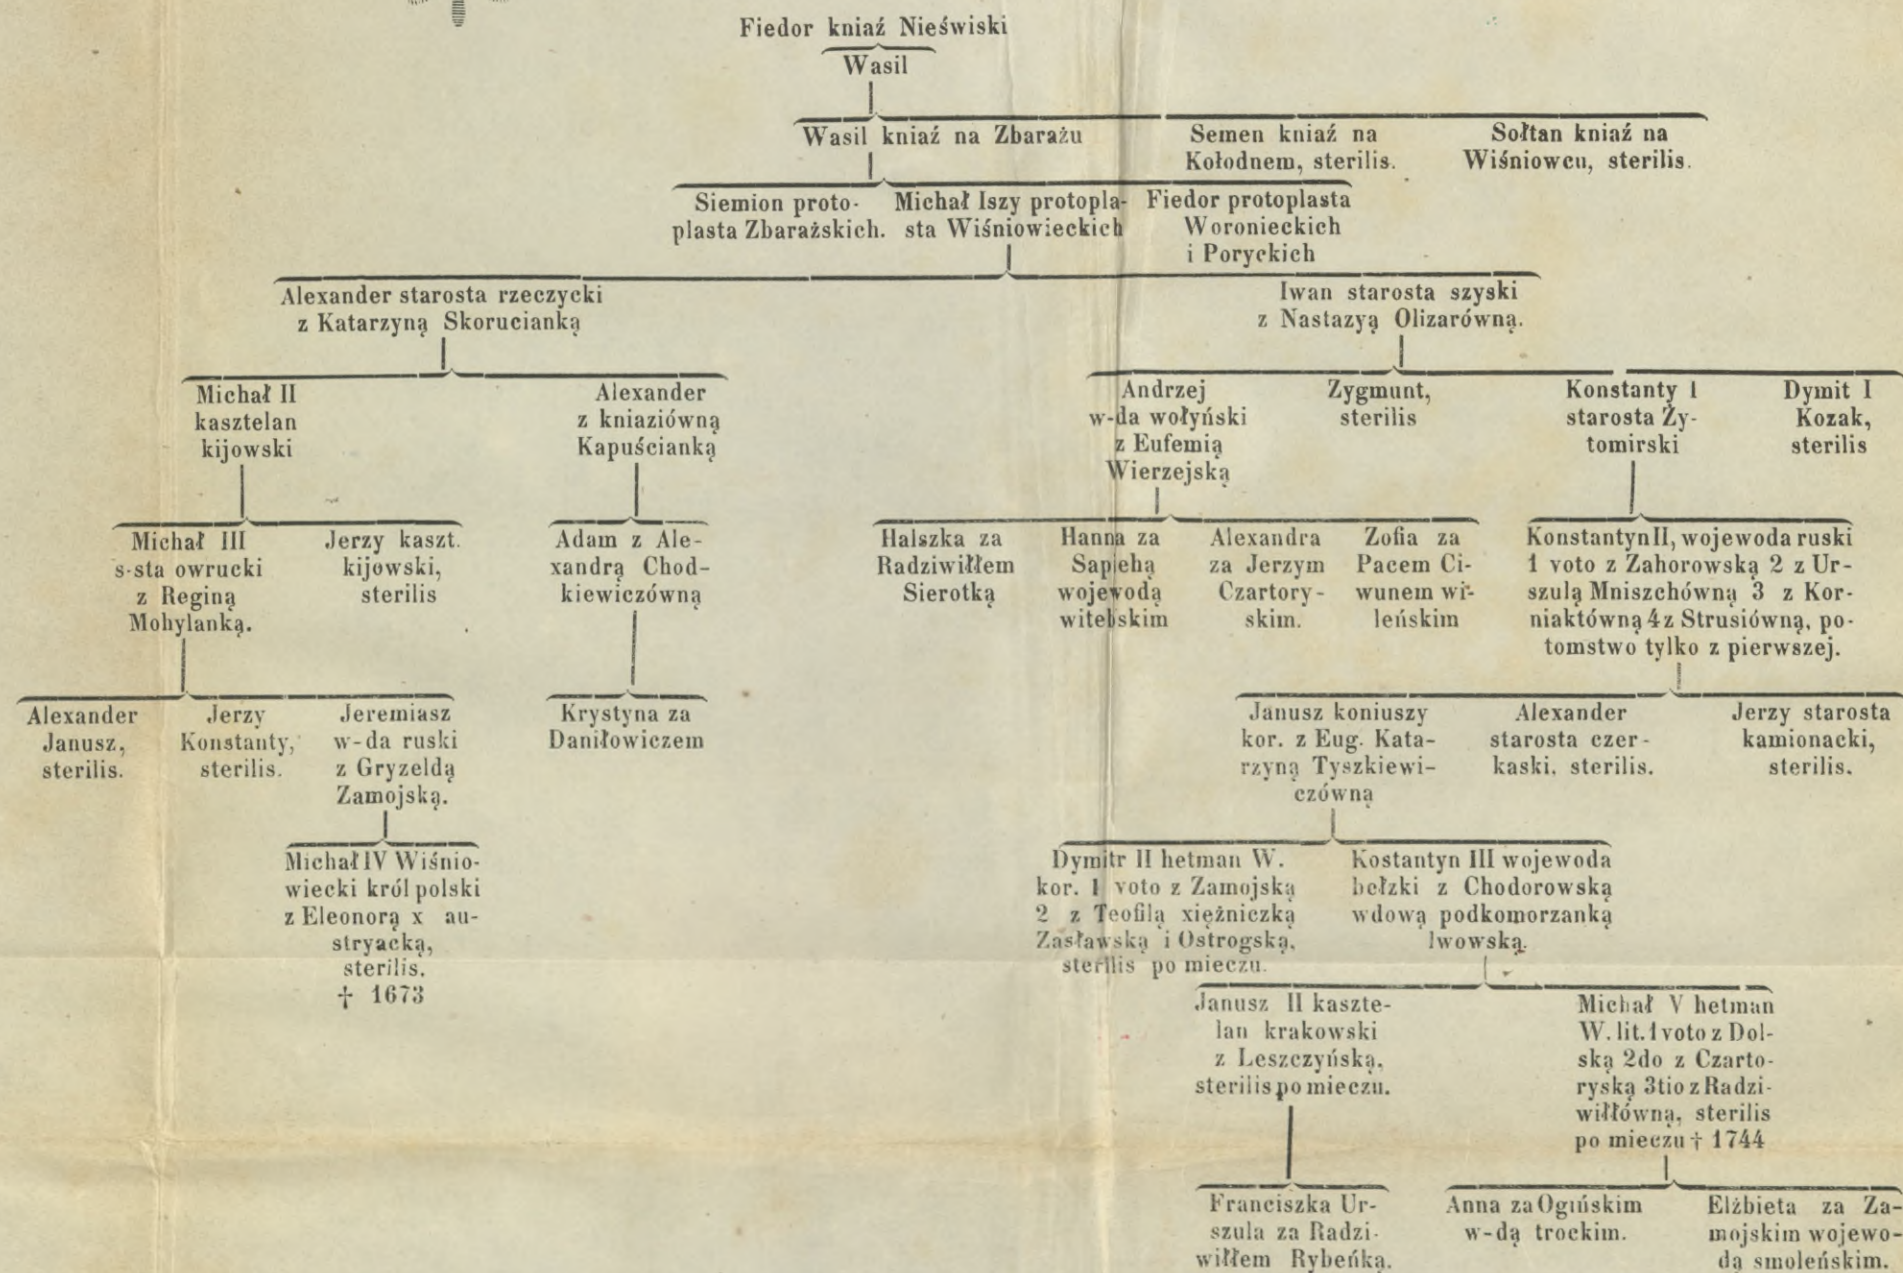 Fiedor kniaź Nieświski
Wasil
Wasil kniaź na Zbarażu
Semen kniaź na
Kołodnem, sterilis.
Sołtan kniaź na
Wiśniowcu, sterilis.
Siemion proto-
plasta Zbarażskich.
Michał Iszy protopla-
sta Wiśniowieckich
Fiedor protoplasta
Woronieckich
i Poryckich
Alexander starosta rzeczycki
z Katarzyną Skorucianką
Iwan starosta szyski
z Nastazyą Olizarówną.
Michał II
kasztelan
kijowski
Alexander
z kniaziówną
Kapuścianką
Andrzej
w-da wołyński
z Eufemią
Wierzejską
Zygmunt,
sterilis
Konstanty I
starosta Ży-
tomirski
Dymit I
Kozak,
sterilis
Michał III
s-sta owrucki
z Reginą
Mohylanką.
Jerzy kaszt.
kijowski,
sterilis
Adam z Ale-
xandrą Chod-
kiewiczówną
Halszka za
Radziwiłłem
Sierotką
Hanna za
Sapiehą
wojewodą
witebskim
Alexandra
za Jerzym
Czartory-
skim.
Zofia za
Pacem Ci-
wunem wi-
leńskim
Konstantyn II, wojewoda ruski
1 voto z Zahorowską 2 z Ur-
szulą Mniszchówną 3 z Kor-
niaktówną 4 z Strusiówną, po-
tomstwo tylko z pierwszej.
Alexander
Janusz,
sterilis.
Jerzy
Konstanty,
sterilis.
Jeremiasz
w-da ruski
z Gryzeldą
Zamojską.
Krystyna za
Daniłowiczem
Janusz koniuszy
kor. z Eug. Kata-
rzyną Tyszkiewi-
czówną
Alexander
starosta czer-
kaski, sterilis.
Jerzy starosta
kamionacki,
sterilis.
Michał IV Wiśnio-
wiecki król polski
z Eleonorą x au-
stryacką,
sterilis.
† 1673
Dymitr II hetman W.
kor. 1 voto z Zamojską
2 z Teofilą xiężniczką
Zasławską i Ostrogską,
sterilis po mieczu.
Kostantyn III wojewoda
bełzki z Chodorowską
wdową podkomorzanką
lwowską.
Janusz II kaszte-
lan krakowski
z Leszczyńską,
sterilis po mieczu.
Michał V hetman
W. lit. 1 voto z Dol-
ską 2do z Czarto-
ryską 3tio z Radzi-
wiłłówną, sterilis
po mieczu † 1744
Franciszka Ur-
szula za Radzi-
wiłłem Rybeńką.
Anna za Ogińskim
w-dą trockim.
Elżbieta za Za-
mojskim wojewo-
dą smoleńskim.